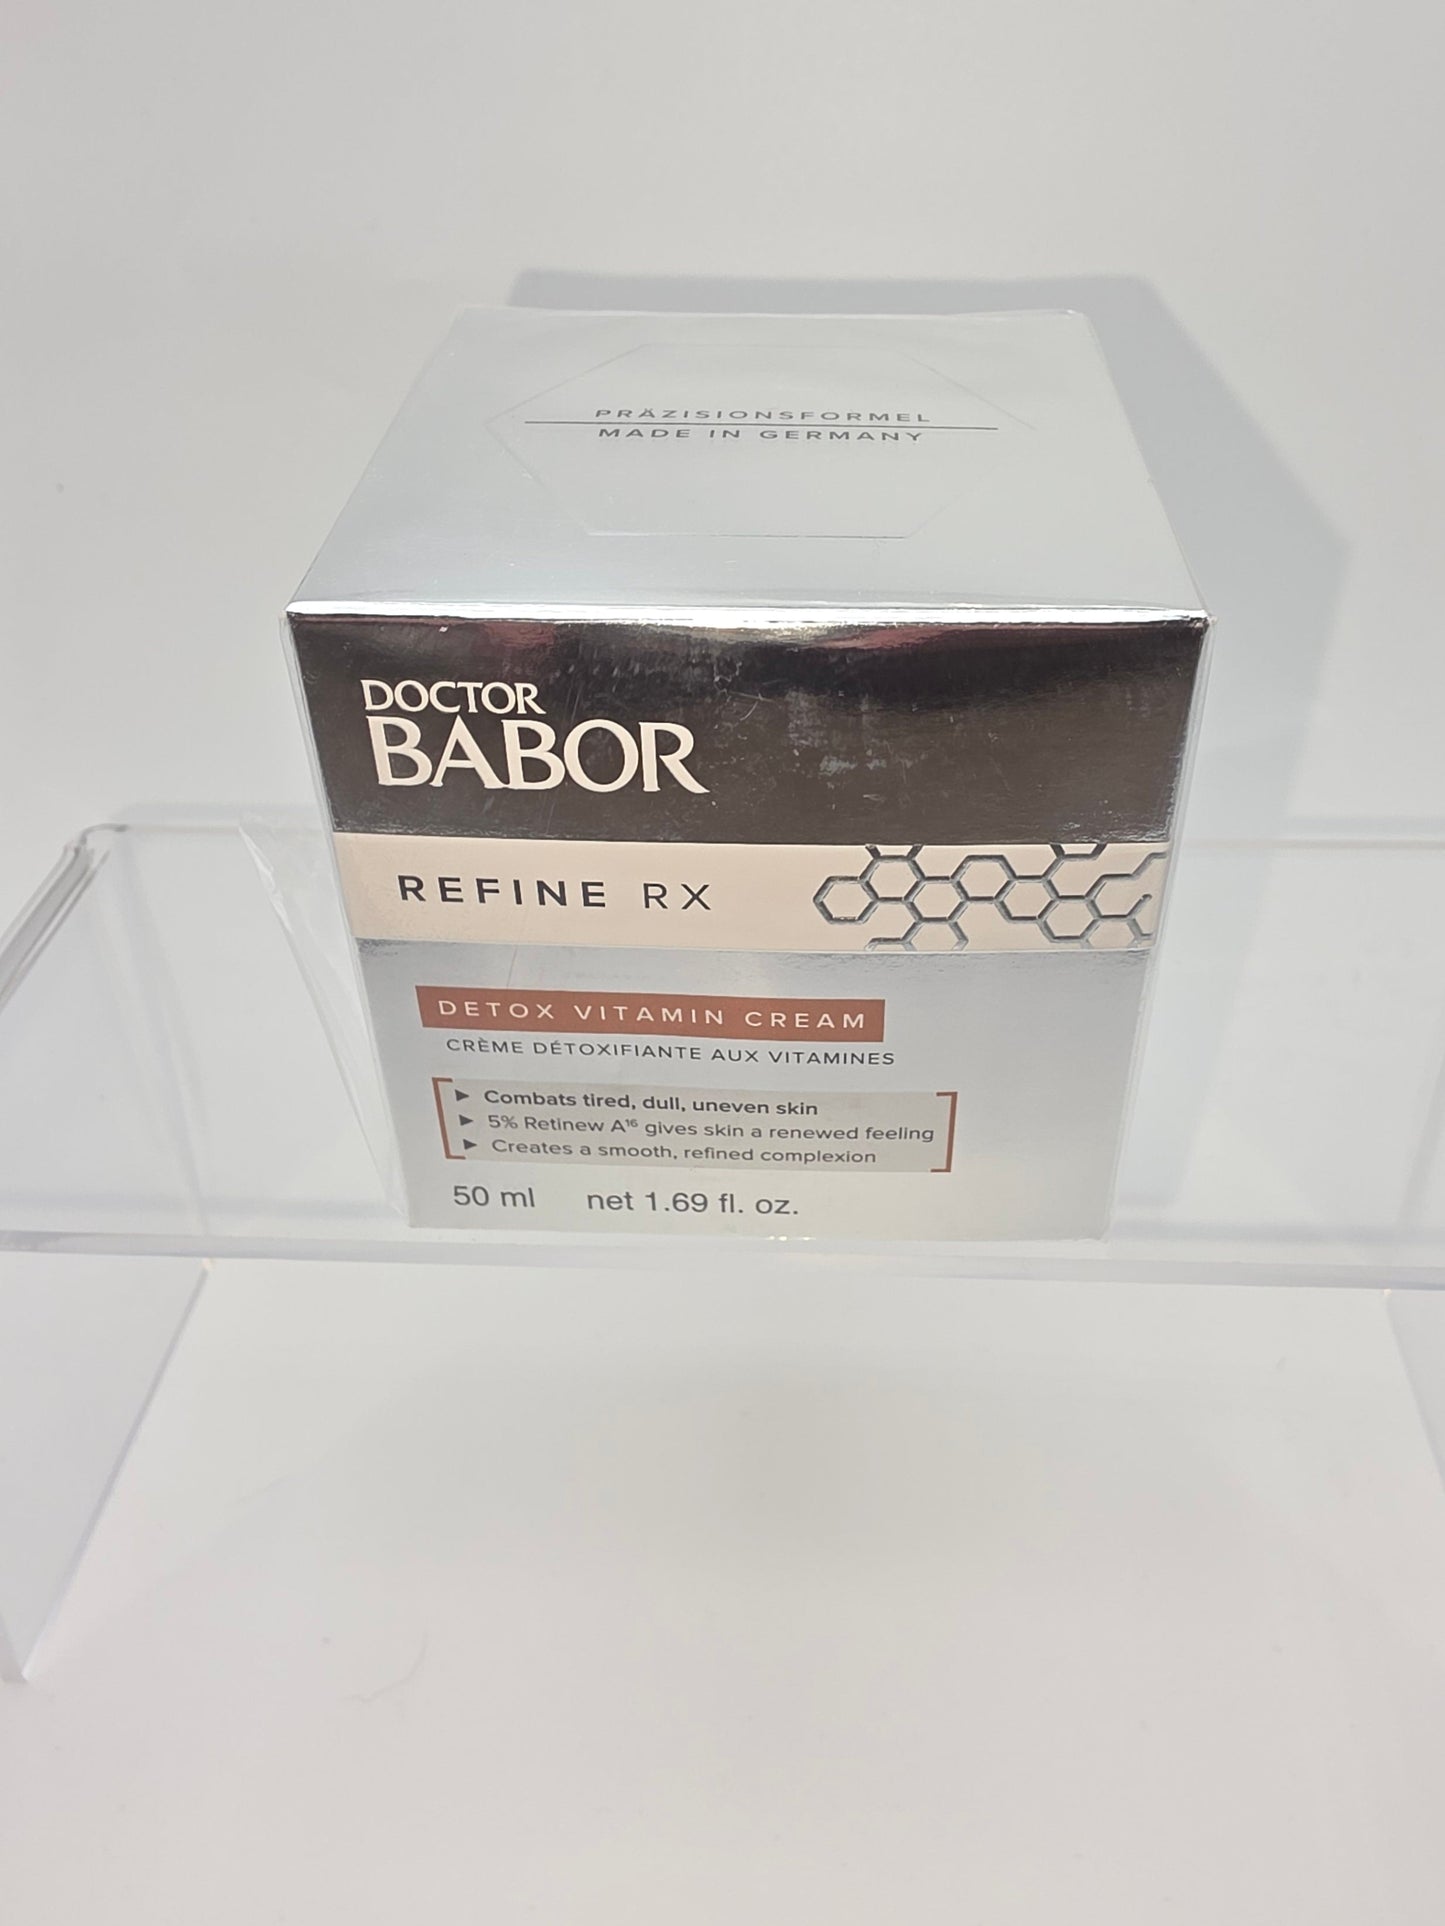 PRÄZISIONSFORMEL
MADE IN GERMANY
DOCTOR
BABOR
REFINE RX
DETOX VITAMIN CREAM
CRÈME DÉTOXIFIANTE AUX VITAMINES
► Combats tired, dull, uneven skin
► 5% Retinew A¹⁶ gives skin a renewed feeling
► Creates a smooth, refined complexion
50 ml net 1.69 fl. oz.